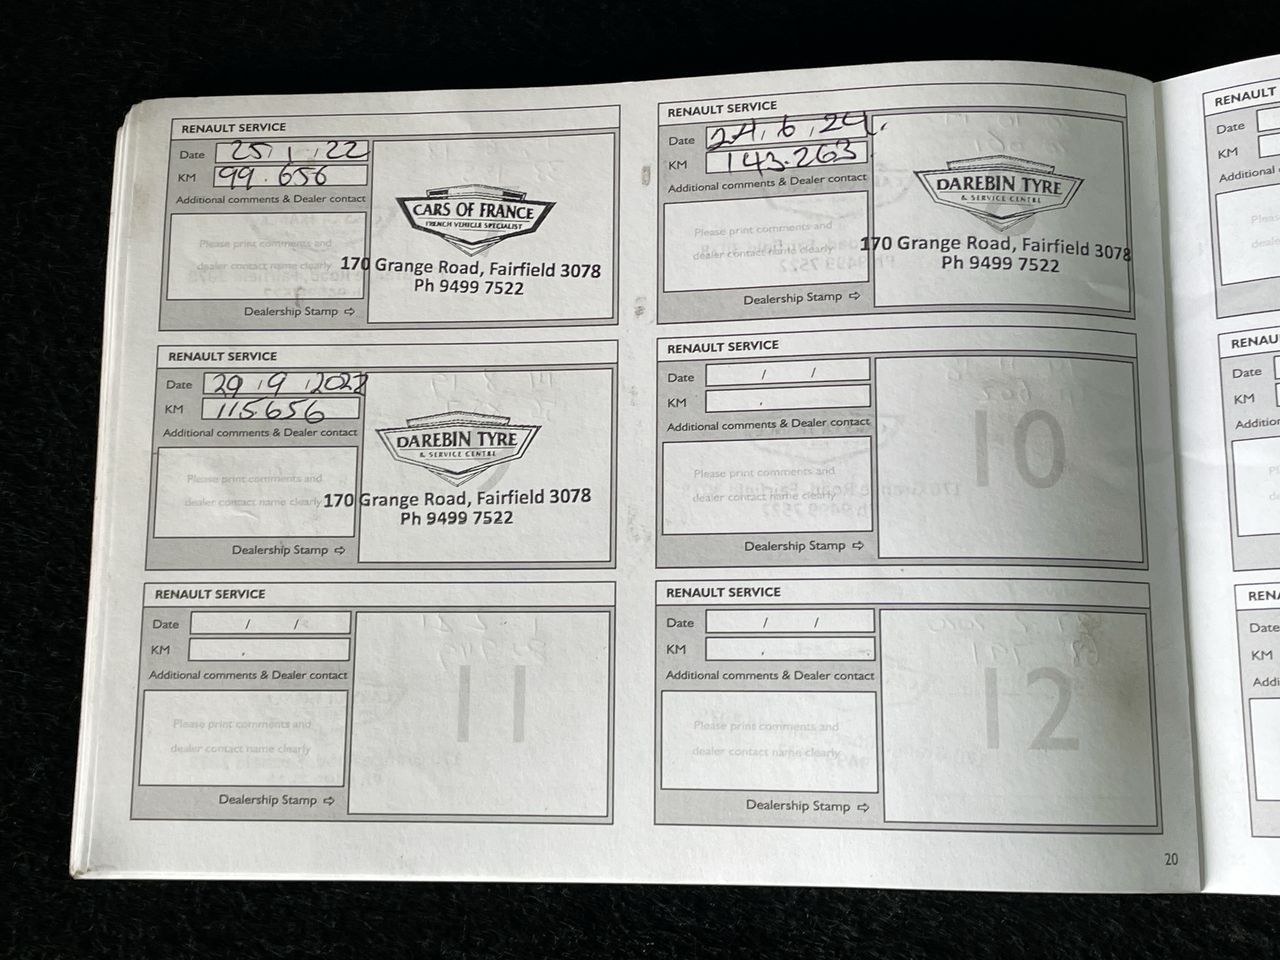 RENAULT SERVICE
Date 25 / 1 / 22
KM 99.656
Additional comments & Dealer contact
Please print comments and
dealer contact name clearly
Dealership Stamp ⇨
CARS OF FRANCE
FRENCH VEHICLE SPECIALIST
170 Grange Road, Fairfield 3078
Ph 9499 7522
RENAULT SERVICE
Date 24 / 6 / 24.
KM 143.263
Additional comments & Dealer contact
Please print comments and
dealer contact name clearly
Dealership Stamp ⇨
DAREBIN TYRE
& SERVICE CENTRE
170 Grange Road, Fairfield 3078
Ph 9499 7522
RENAULT SERVICE
Date 29 / 9 / 2022
KM 115.656
Additional comments & Dealer contact
Please print comments and
dealer contact name clearly
Dealership Stamp ⇨
DAREBIN TYRE
& SERVICE CENTRE
170 Grange Road, Fairfield 3078
Ph 9499 7522
RENAULT SERVICE
Date / /
KM .
Additional comments & Dealer contact
Please print comments and
dealer contact name clearly
Dealership Stamp ⇨
10
RENAULT SERVICE
Date / /
KM .
Additional comments & Dealer contact
Please print comments and
dealer contact name clearly
Dealership Stamp ⇨
11
RENAULT SERVICE
Date / /
KM .
Additional comments & Dealer contact
Please print comments and
dealer contact name clearly
Dealership Stamp ⇨
12
20
RENAULT
Date
KM
Additional
Date
KM
Date
KM